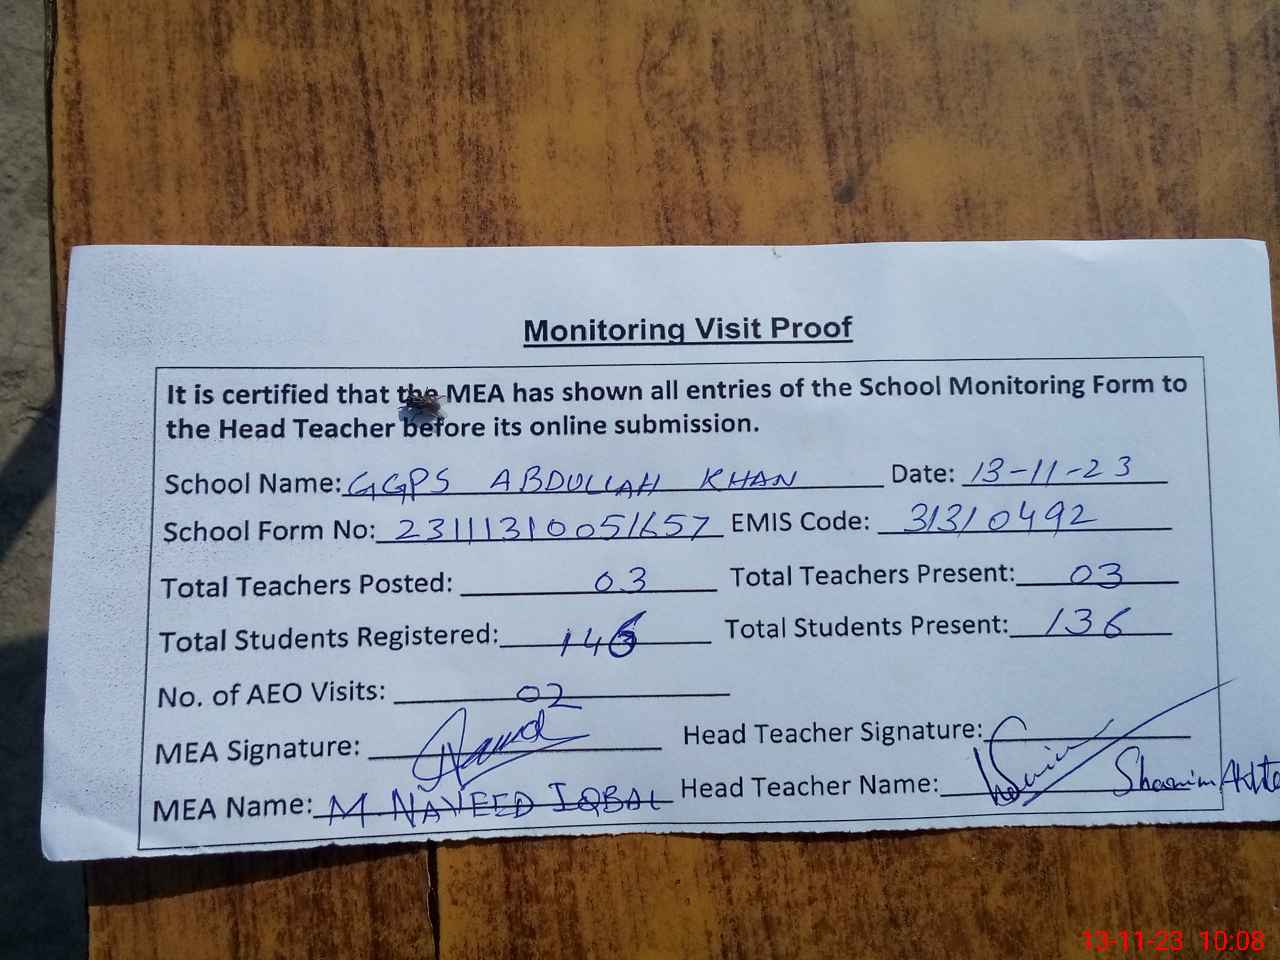 Monitoring Visit Proof
It is certified that the MEA has shown all entries of the School Monitoring Form to
the Head Teacher before its online submission.
School Name: GGPS ABDULLAH KHAN Date: 13-11-23
School Form No: 23111310051657 EMIS Code: 31310492
Total Teachers Posted: 03 Total Teachers Present: 03
Total Students Registered: 146 Total Students Present: 136
No. of AEO Visits: 02
MEA Signature: Head Teacher Signature:
MEA Name: M. NAVEED IQBAL Head Teacher Name:
13-11-23 10:08